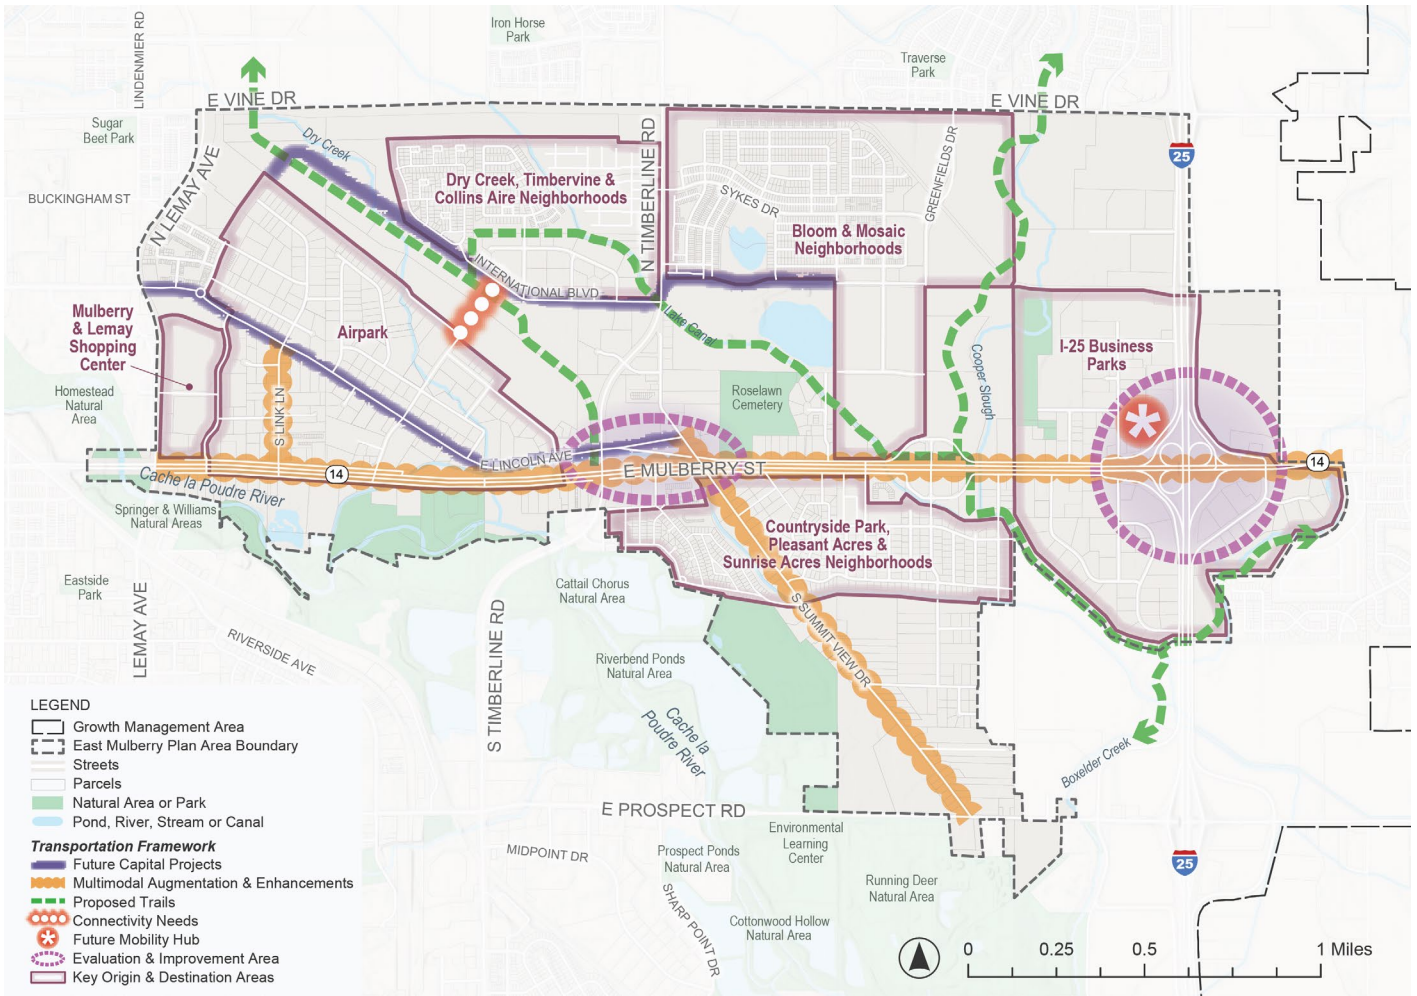 Iron Horse
Park
LINDENMIER RD
Traverse
Park
E VINE DR
E VINE DR
Sugar
Beet Park
Dry Creek
N LEMAY AVE
N TIMBERLINE RD
GREENFIELDS DR
25
BUCKINGHAM ST
Dry Creek, Timbervine &
Collins Aire Neighborhoods
SYKES DR
Bloom & Mosaic
Neighborhoods
INTERNATIONAL BLVD
Lake Canal
Mulberry
& Lemay
Shopping
Center
Airpark
Cooper Slough
I-25 Business
Parks
Homestead
Natural
Area
S LINK LN
Roselawn
Cemetery
E LINCOLN AVE
E MULBERRY ST
14
14
Cache la Poudre River
Springer & Williams
Natural Areas
Countryside Park,
Pleasant Acres &
Sunrise Acres Neighborhoods
Eastside
Park
LEMAY AVE
Cattail Chorus
Natural Area
S TIMBERLINE RD
S SUMMIT VIEW DR
RIVERSIDE AVE
Riverbend Ponds
Natural Area
Cache la
Poudre River
Boxelder Creek
E PROSPECT RD
MIDPOINT DR
Prospect Ponds
Natural Area
SHARP POINT DR
Environmental
Learning
Center
Running Deer
Natural Area
Cottonwood Hollow
Natural Area
25
LEGEND
Growth Management Area
East Mulberry Plan Area Boundary
Streets
Parcels
Natural Area or Park
Pond, River, Stream or Canal
Transportation Framework
Future Capital Projects
Multimodal Augmentation & Enhancements
Proposed Trails
Connectivity Needs
Future Mobility Hub
Evaluation & Improvement Area
Key Origin & Destination Areas
0 0.25 0.5 1 Miles